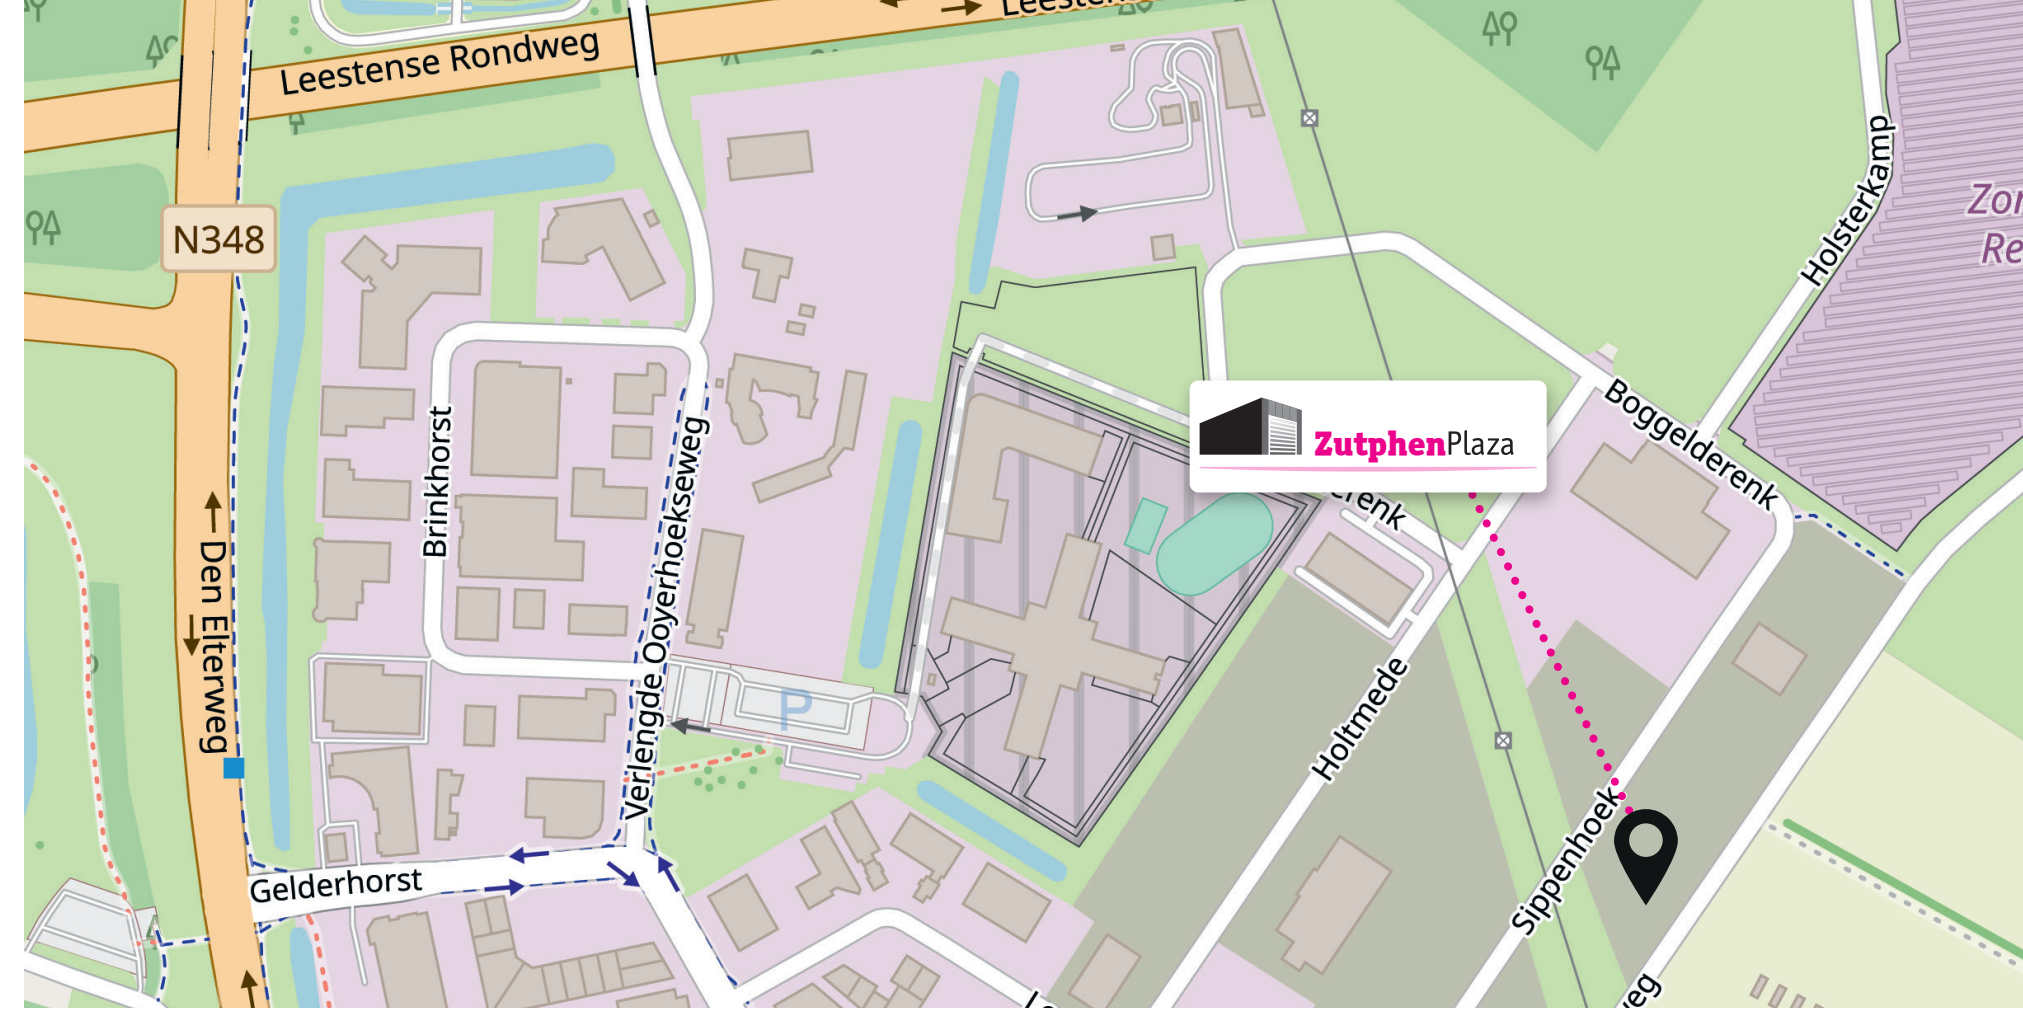 Leestense Rondweg
N348
Holsterkamp
Boggelderenk
ZutphenPlaza
Brinkhorst
Verlengde Ooyerhoekseweg
Den Elterweg
P
Holtmede
Sippenhoek
Gelderhorst